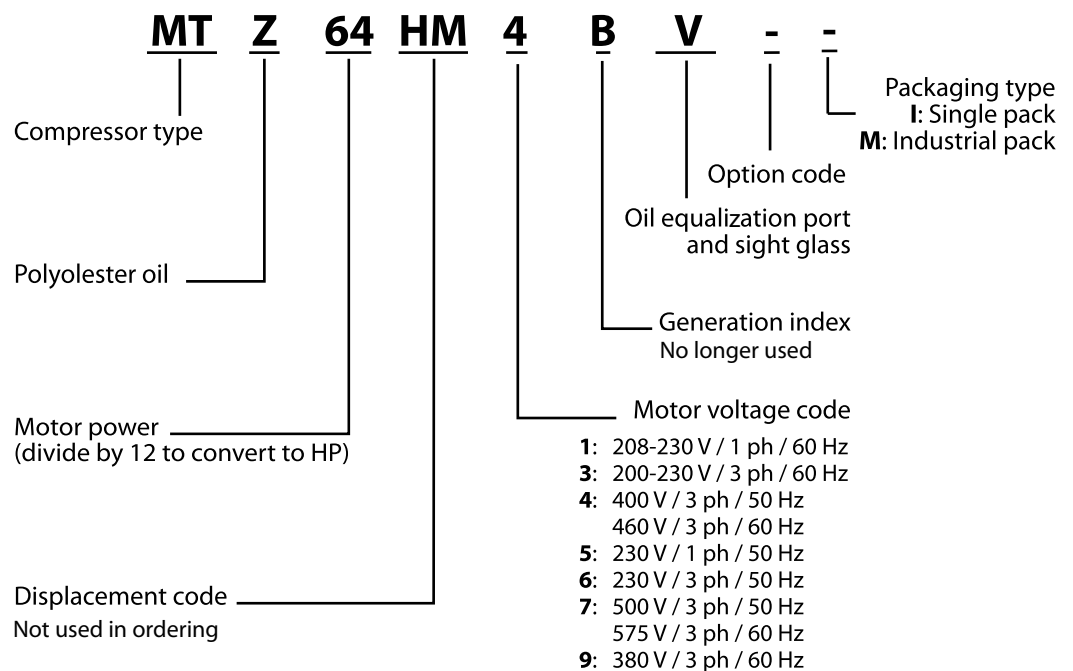 MT Z 64 HM 4 B V - -
Packaging type
I: Single pack
M: Industrial pack
Compressor type
Option code
Oil equalization port
and sight glass
Polyolester oil
Generation index
No longer used
Motor voltage code
Motor power
(divide by 12 to convert to HP)
1: 208-230 V / 1 ph / 60 Hz
3: 200-230 V / 3 ph / 60 Hz
4: 400 V / 3 ph / 50 Hz
460 V / 3 ph / 60 Hz
5: 230 V / 1 ph / 50 Hz
6: 230 V / 3 ph / 50 Hz
7: 500 V / 3 ph / 50 Hz
575 V / 3 ph / 60 Hz
9: 380 V / 3 ph / 60 Hz
Displacement code
Not used in ordering